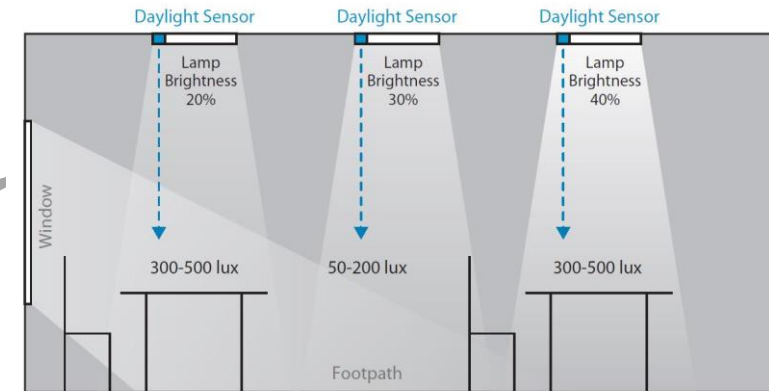 Daylight Sensor
Daylight Sensor
Daylight Sensor
Lamp
Brightness
20%
Lamp
Brightness
30%
Lamp
Brightness
40%
Window
300-500 lux
50-200 lux
300-500 lux
Footpath